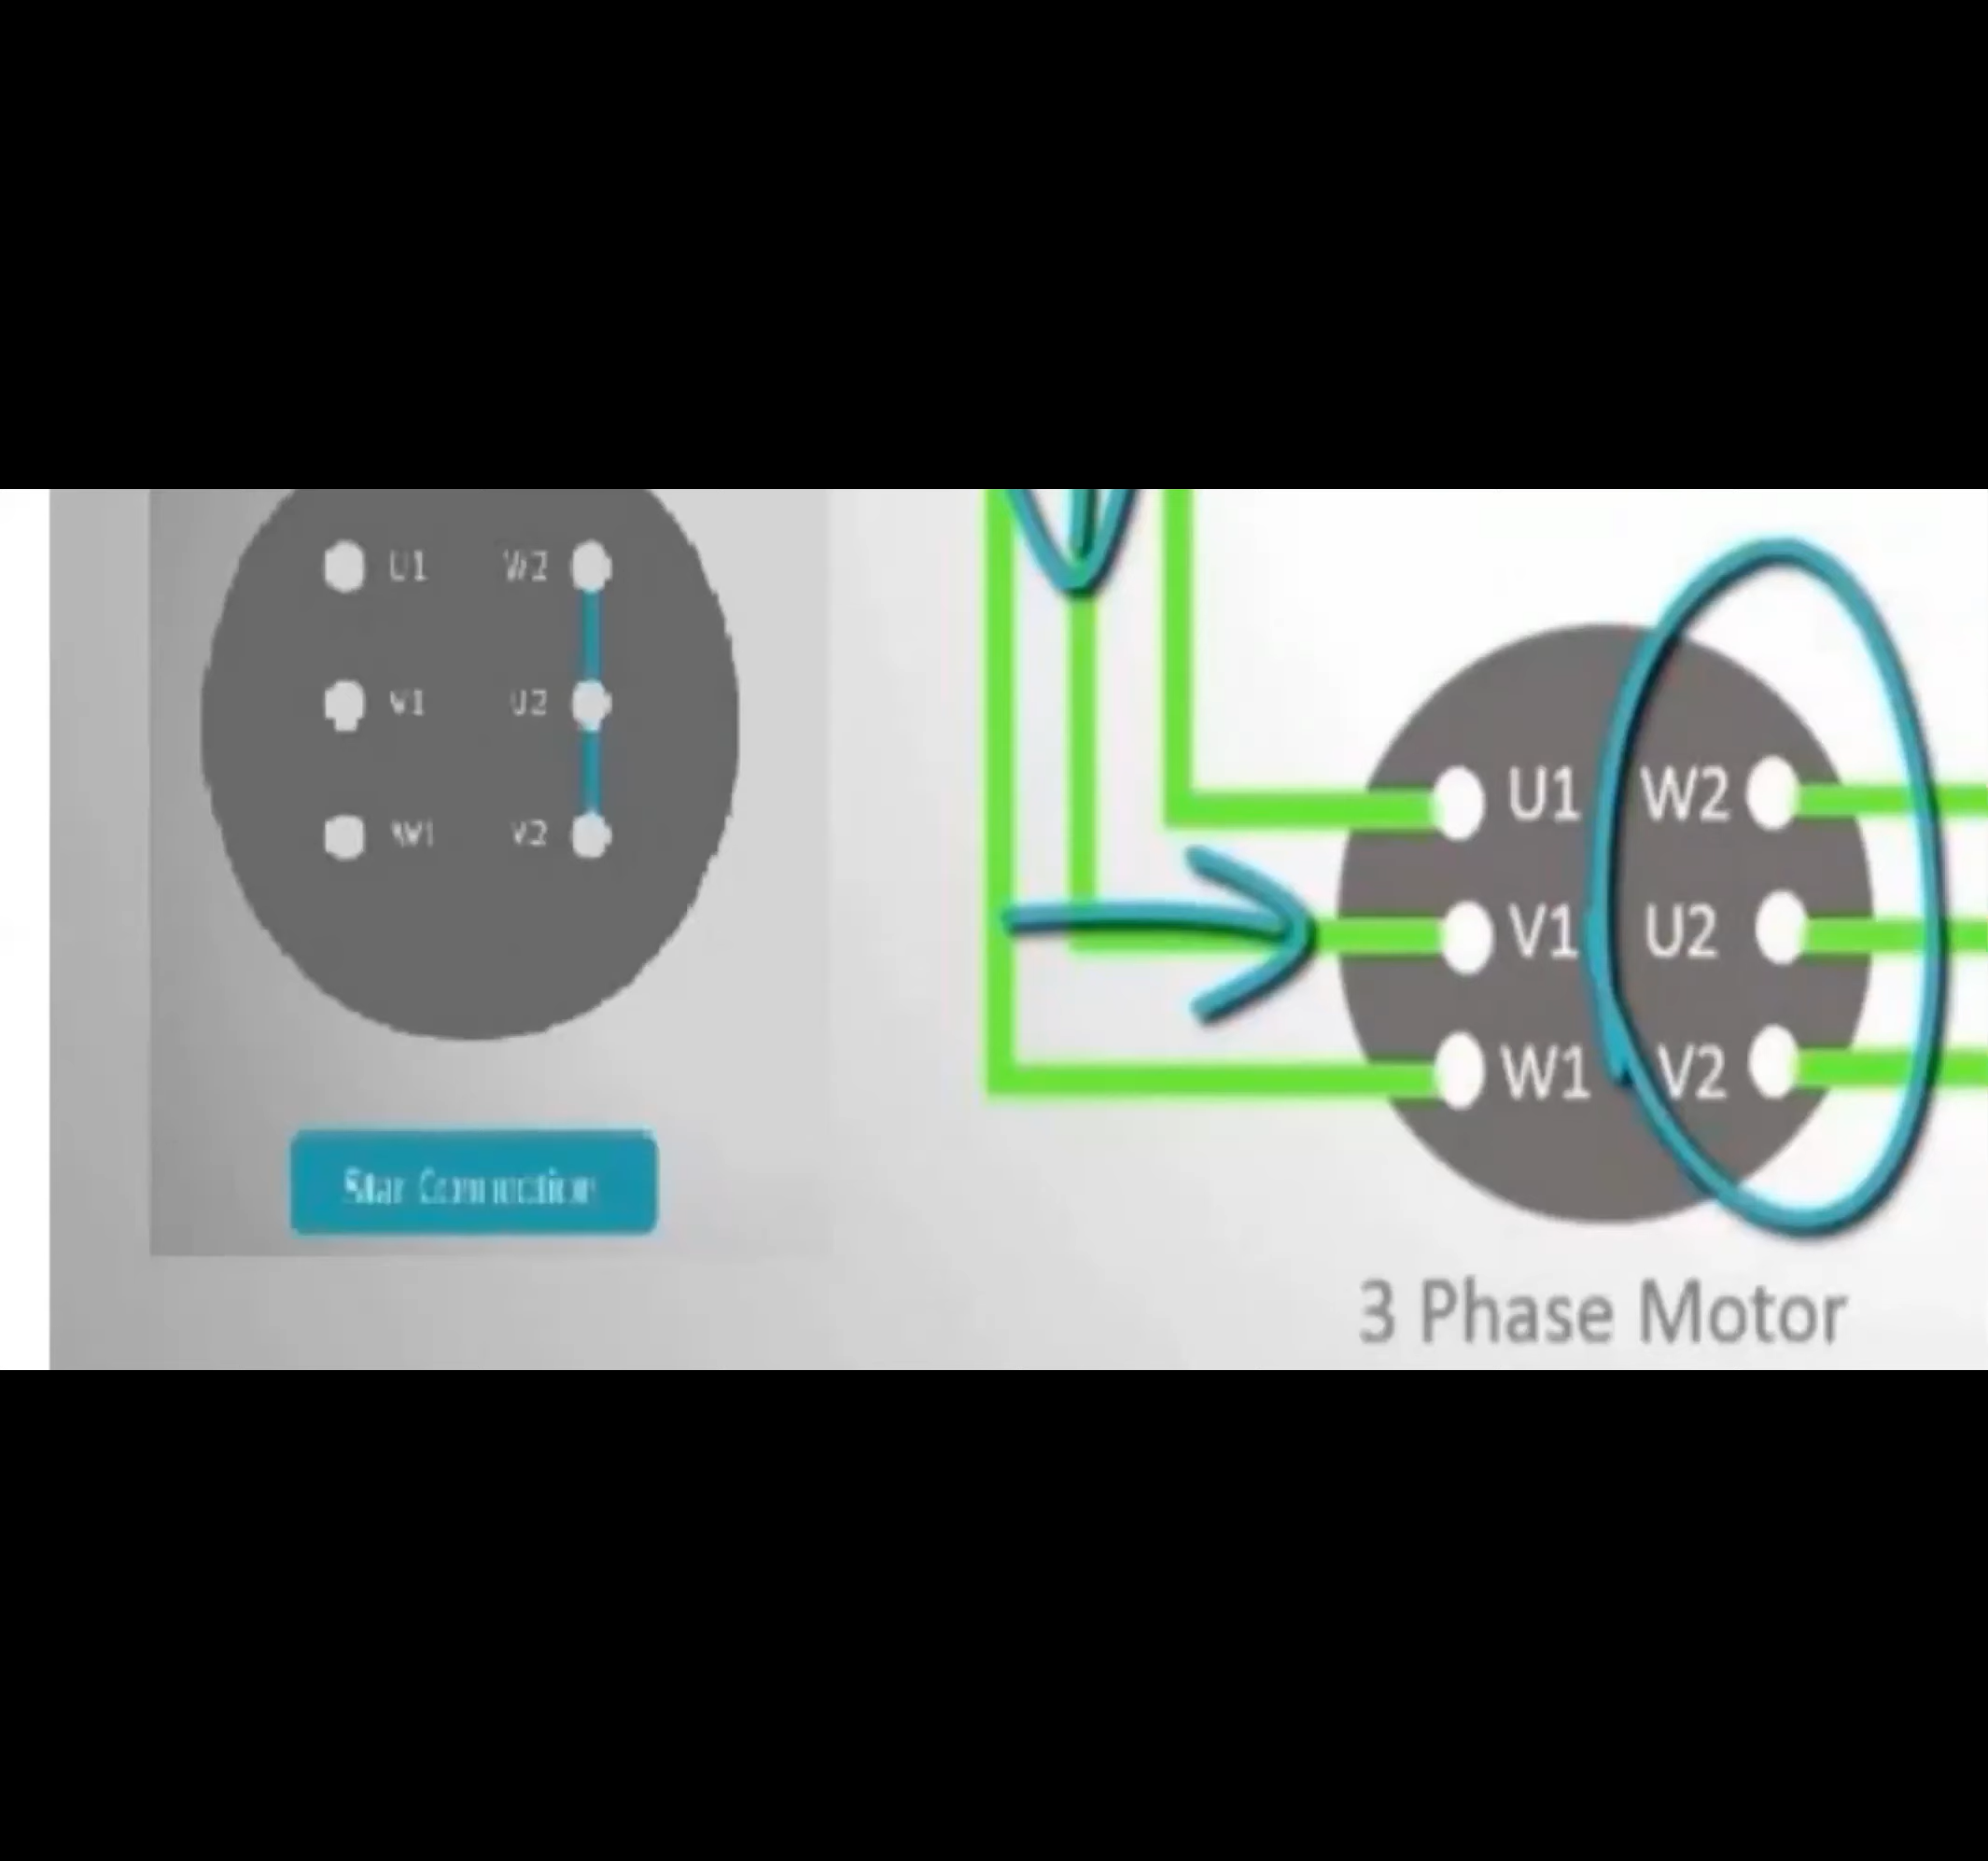 U1 W2
V1 U2
W1 V2
Star Connection
U1 W2
V1 U2
W1 V2
3 Phase Motor